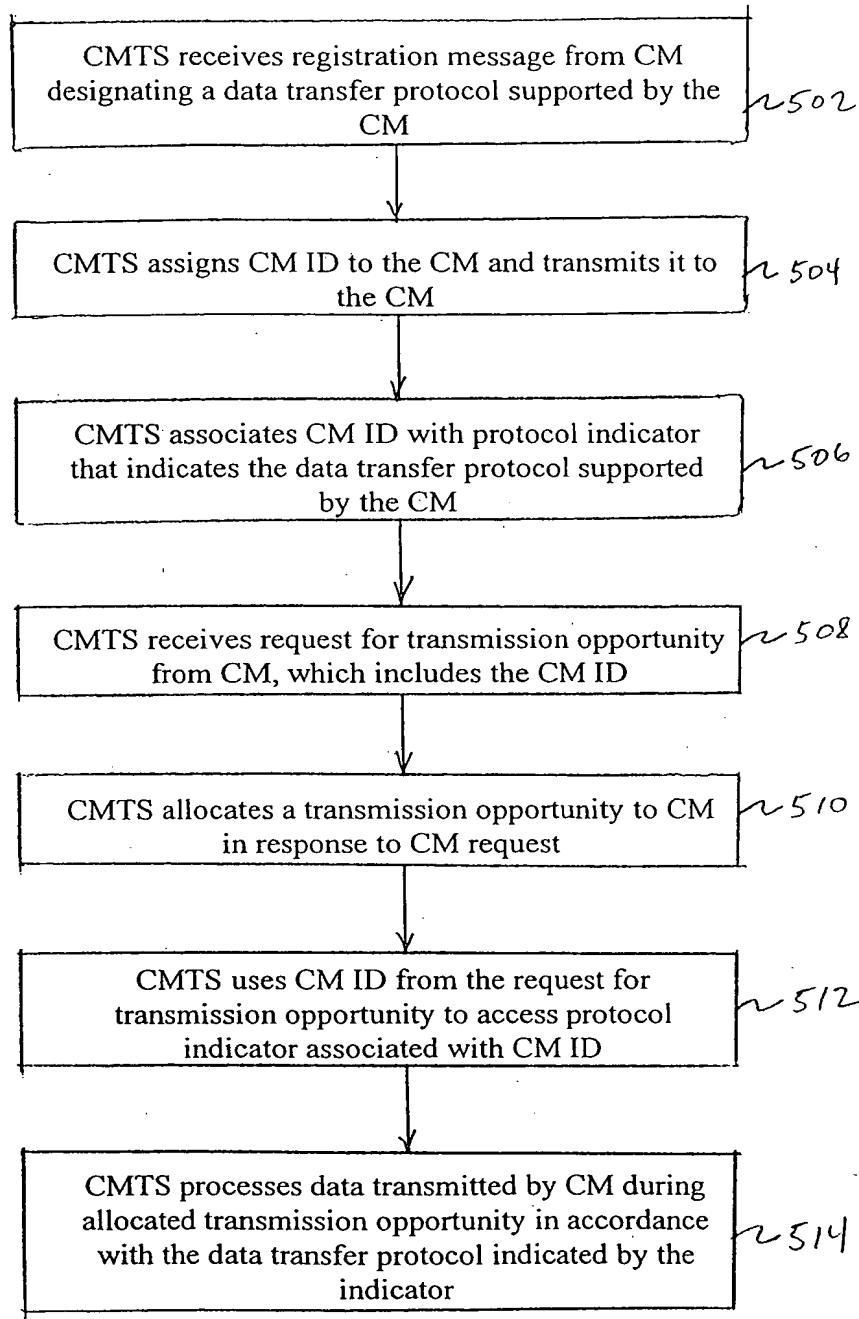 CMTS receives registration message from CM
designating a data transfer protocol supported by the
CM
502
CMTS assigns CM ID to the CM and transmits it to
the CM
504
CMTS associates CM ID with protocol indicator
that indicates the data transfer protocol supported
by the CM
506
CMTS receives request for transmission opportunity
from CM, which includes the CM ID
508
CMTS allocates a transmission opportunity to CM
in response to CM request
510
CMTS uses CM ID from the request for
transmission opportunity to access protocol
indicator associated with CM ID
512
CMTS processes data transmitted by CM during
allocated transmission opportunity in accordance
with the data transfer protocol indicated by the
indicator
514